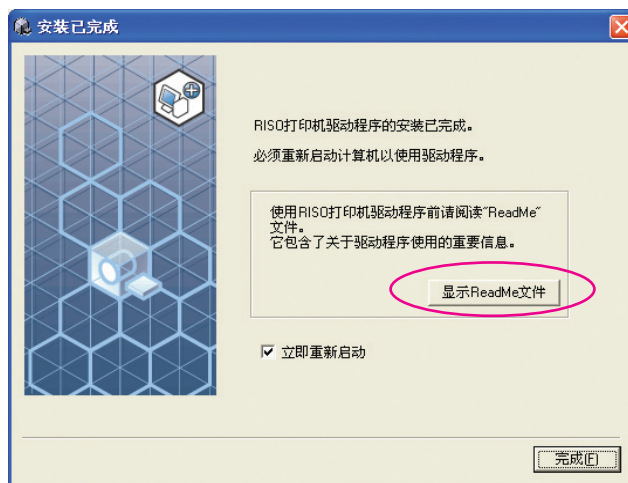 安装已完成
RISO打印机驱动程序的安装已完成。
必须重新启动计算机以使用驱动程序。
使用RISO打印机驱动程序前请阅读"ReadMe"
文件。
它包含了关于驱动程序使用的重要信息。
显示ReadMe文件
立即重新启动
完成(F)